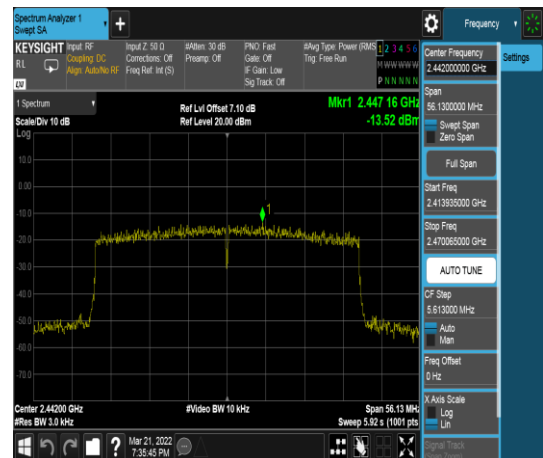 Spectrum Analyzer 1
Swept SA
Frequency
KEYSIGHT
RL
Input: RF
Coupling: DC
Align: Auto/No RF
Input Z: 50 Ω
Corrections: Off
Freq Ref: Int (S)
#Atten: 30 dB
Preamp: Off
PNO: Fast
Gate: Off
IF Gain: Low
Sig Track: Off
#Avg Type: Power (RMS
Trig: Free Run
1 2 3 4 5 6
M W W W W W
P N N N N N
LXI
1 Spectrum
Scale/Div 10 dB
Log
Ref Lvl Offset 7.10 dB
Ref Level 20.00 dBm
Mkr1 2.447 16 GHz
-13.52 dBm
10.0
0.00
-10.0
-20.0
-30.0
-40.0
-50.0
-60.0
-70.0
1
Center 2.44200 GHz
#Res BW 3.0 kHz
#Video BW 10 kHz
Span 56.13 MHz
Sweep 5.92 s (1001 pts)
Mar 21, 2022
7:35:45 PM
Center Frequency
2.442000000 GHz
Settings
Span
56.1300000 MHz
Swept Span
Zero Span
Full Span
Start Freq
2.413935000 GHz
Stop Freq
2.470065000 GHz
AUTO TUNE
CF Step
5.613000 MHz
Auto
Man
Freq Offset
0 Hz
X Axis Scale
Log
Lin
Signal Track